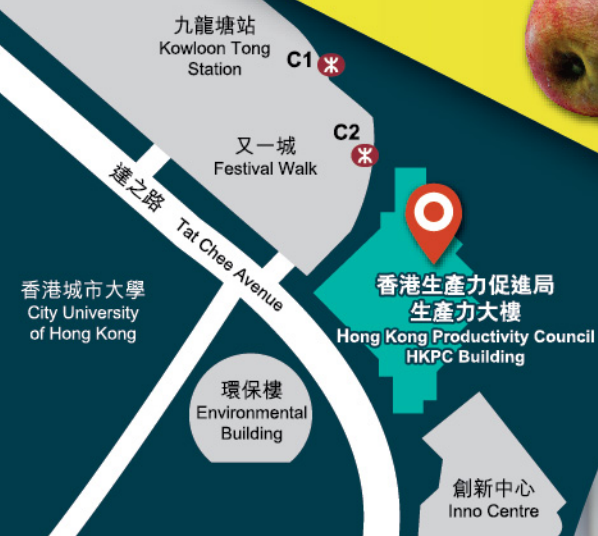 九龍塘站
Kowloon Tong
Station
C1
C2
又一城
Festival Walk
達之路 Tat Chee Avenue
香港城市大學
City University
of Hong Kong
香港生產力促進局
生產力大樓
Hong Kong Productivity Council
HKPC Building
環保樓
Environmental
Building
創新中心
Inno Centre